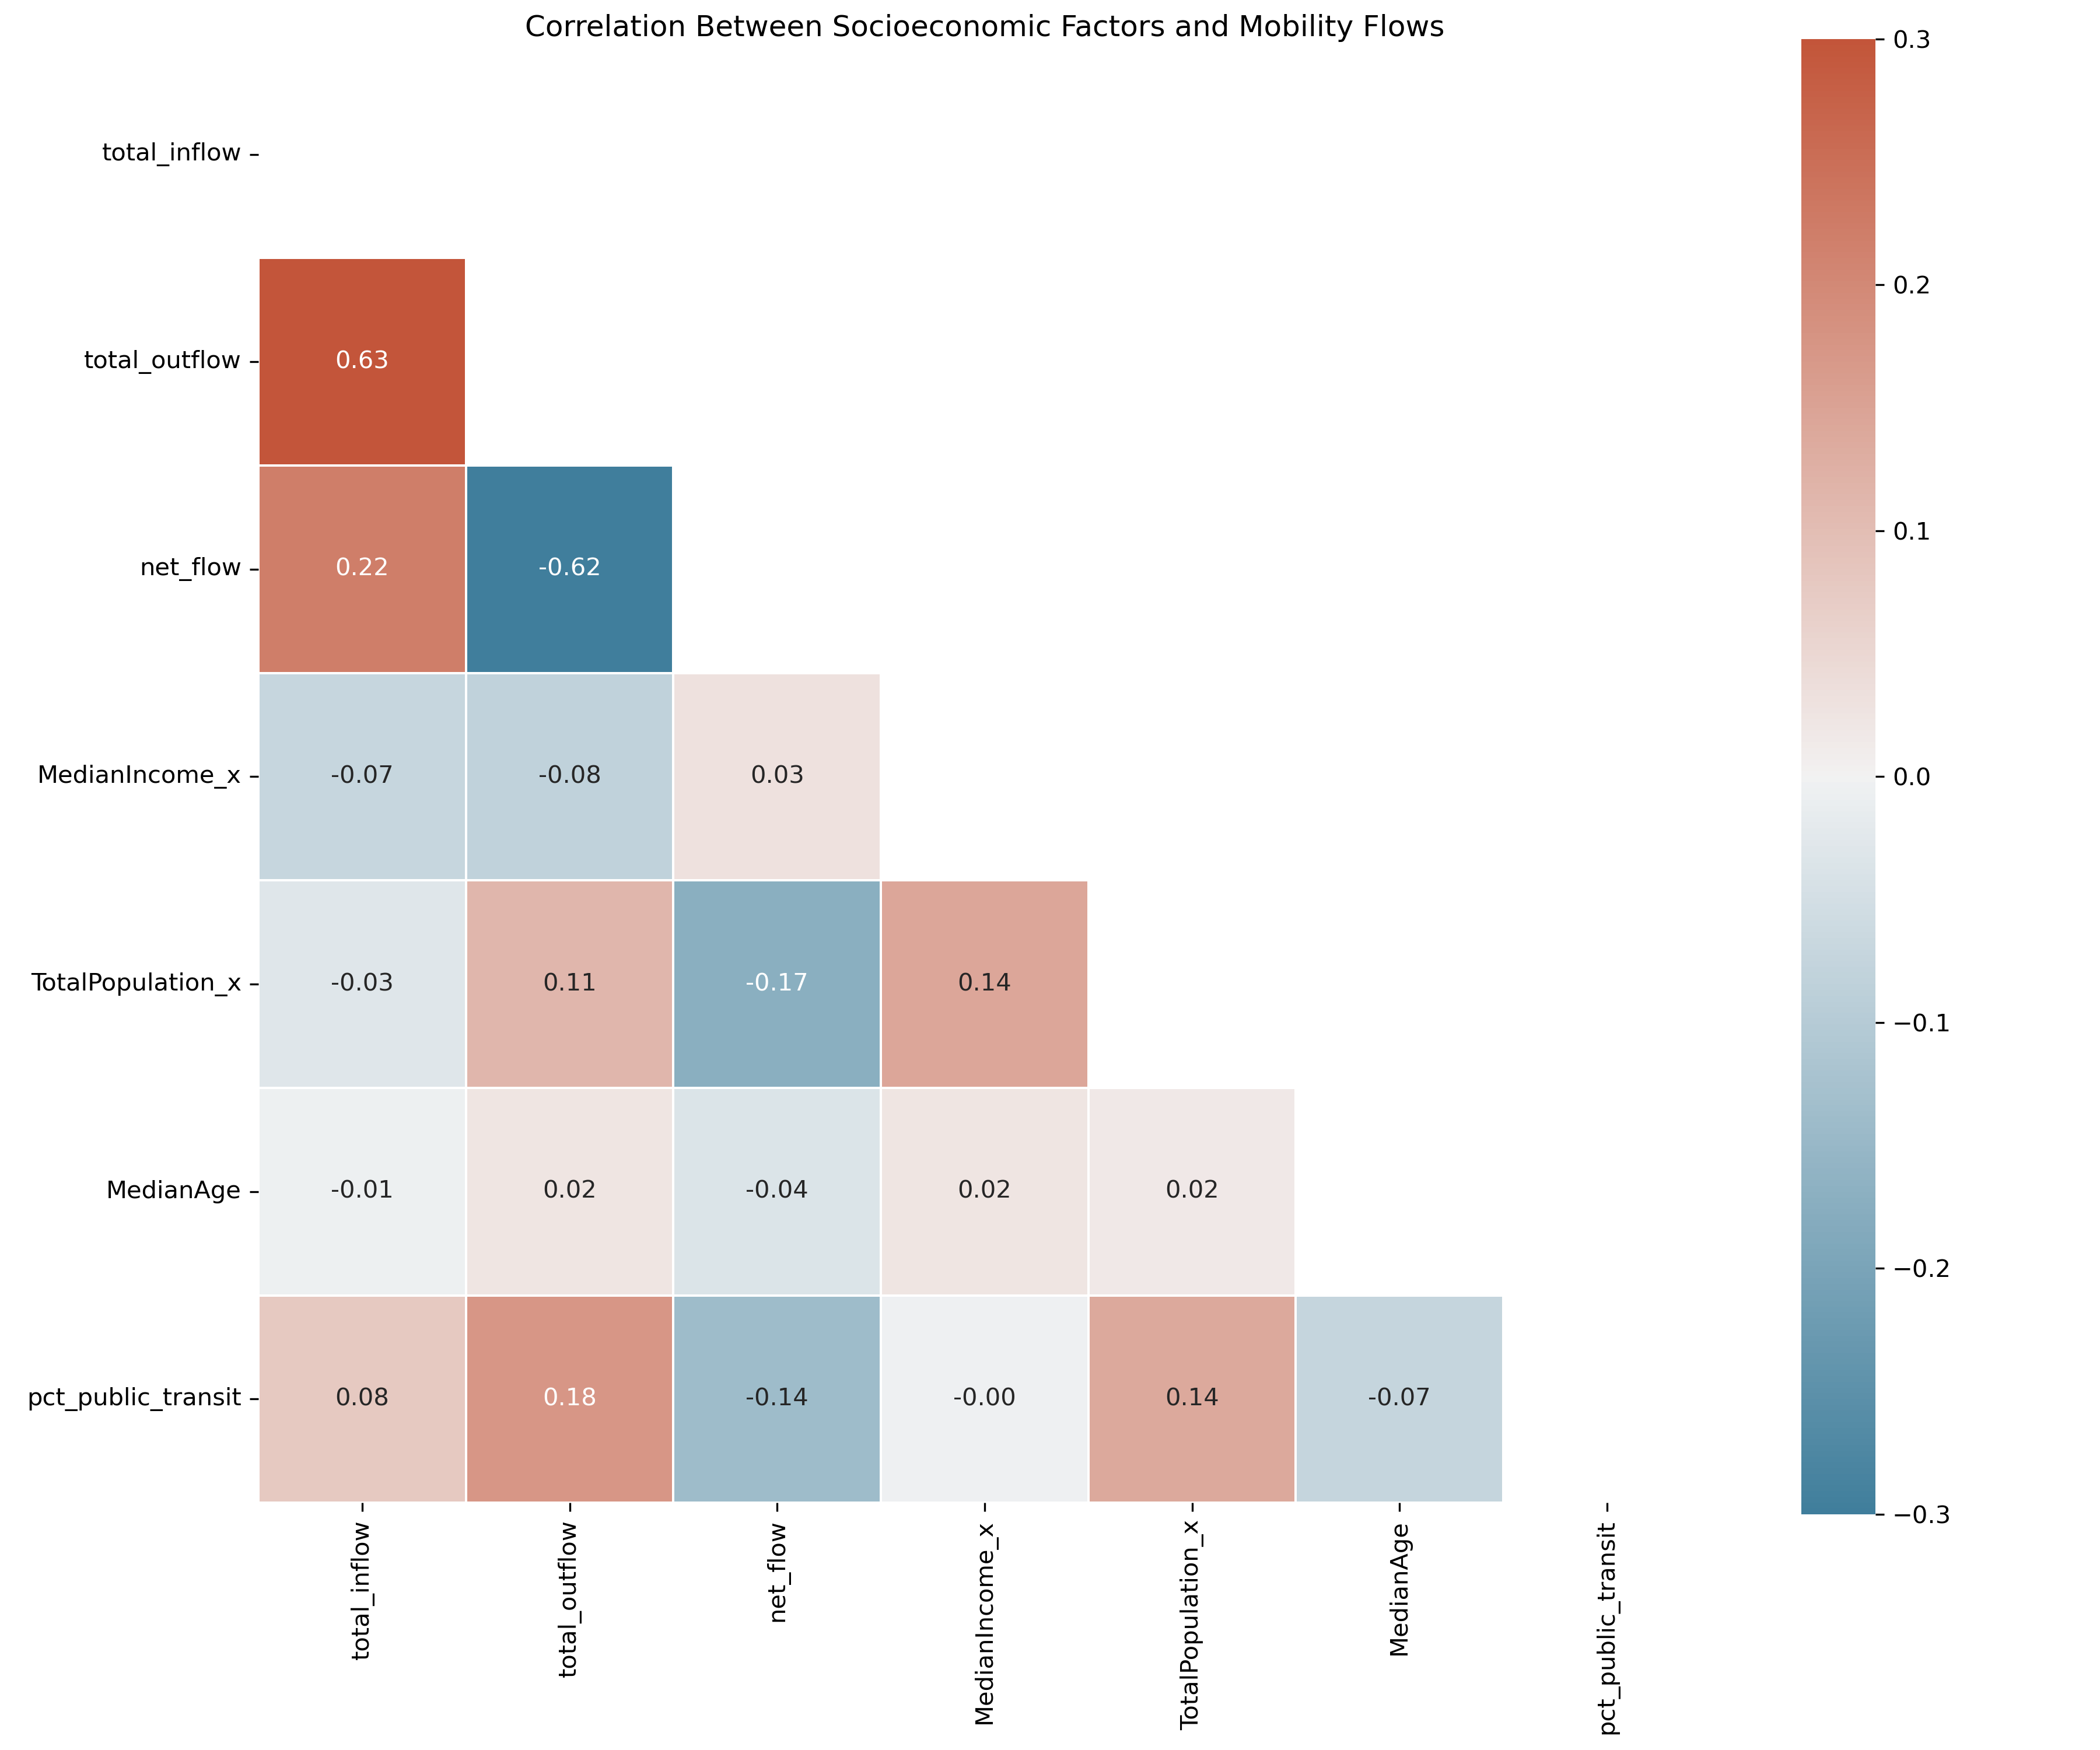 Correlation Between Socioeconomic Factors and Mobility Flows
total_inflow
total_outflow 0.63
net_flow 0.22 -0.62
MedianIncome_x -0.07 -0.08 0.03
TotalPopulation_x -0.03 0.11 -0.17 0.14
MedianAge -0.01 0.02 -0.04 0.02 0.02
pct_public_transit 0.08 0.18 -0.14 -0.00 0.14 -0.07
total_inflow
total_outflow
net_flow
MedianIncome_x
TotalPopulation_x
MedianAge
pct_public_transit
0.3
0.2
0.1
0.0
−0.1
−0.2
−0.3